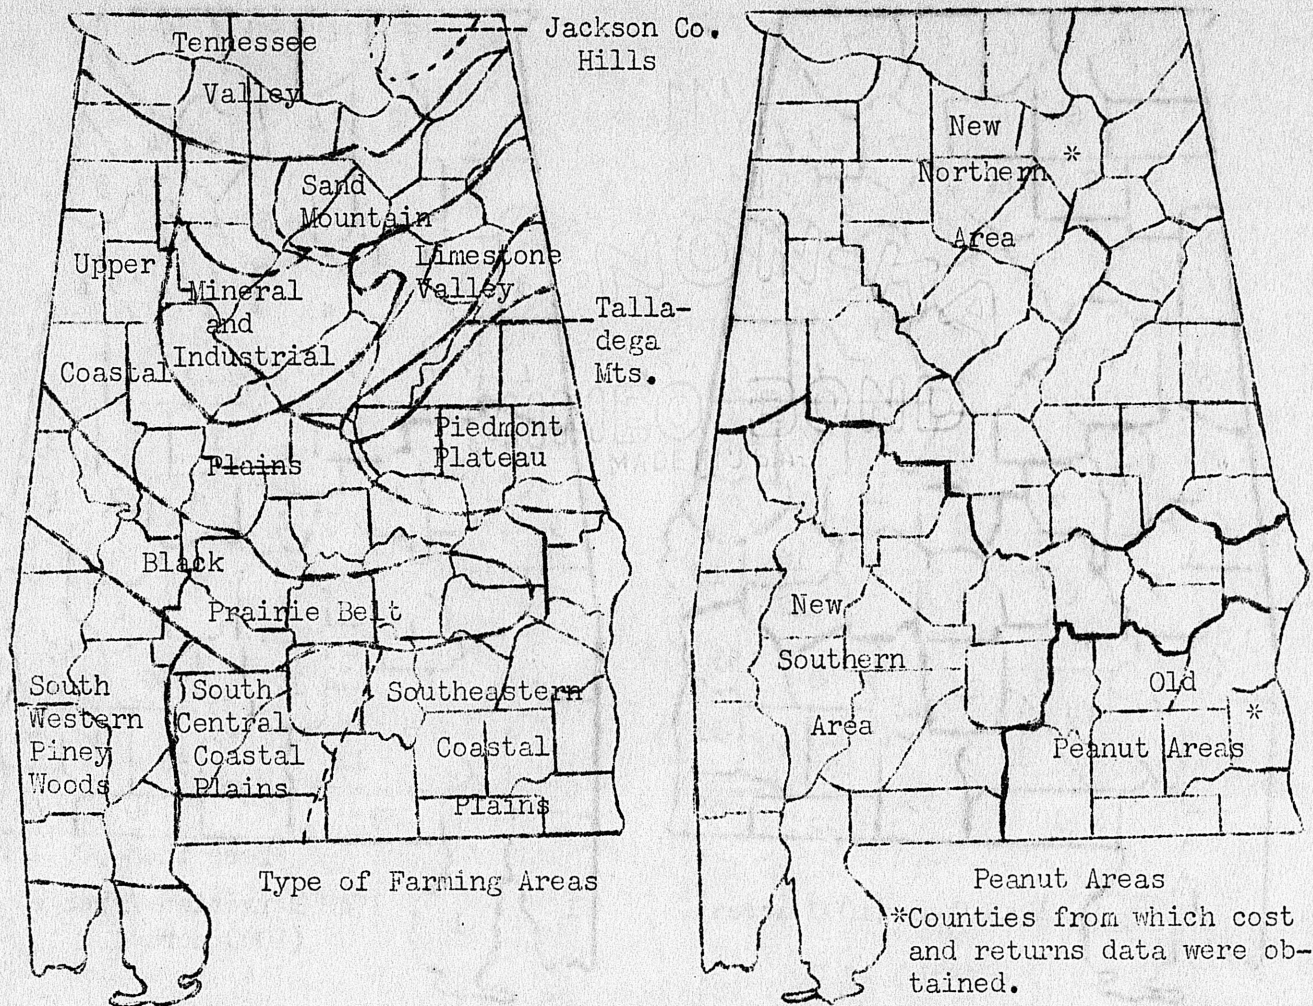 Tennessee
Valley
Jackson Co.
Hills
Sand
Mountain
Upper
Mineral
and
Industrial
Limestone
Valley
Talla-
dega
Mts.
Coastal
Plains
Piedmont
Plateau
Black
Prairie Belt
South
Western
Piney
Woods
South
Central
Coastal
Plains
Southeastern
Coastal
Plains
Type of Farming Areas
New
Northern
*
Area
New
Southern
Area
Old
*
Peanut Areas
Peanut Areas
*Counties from which cost
and returns data were ob-
tained.